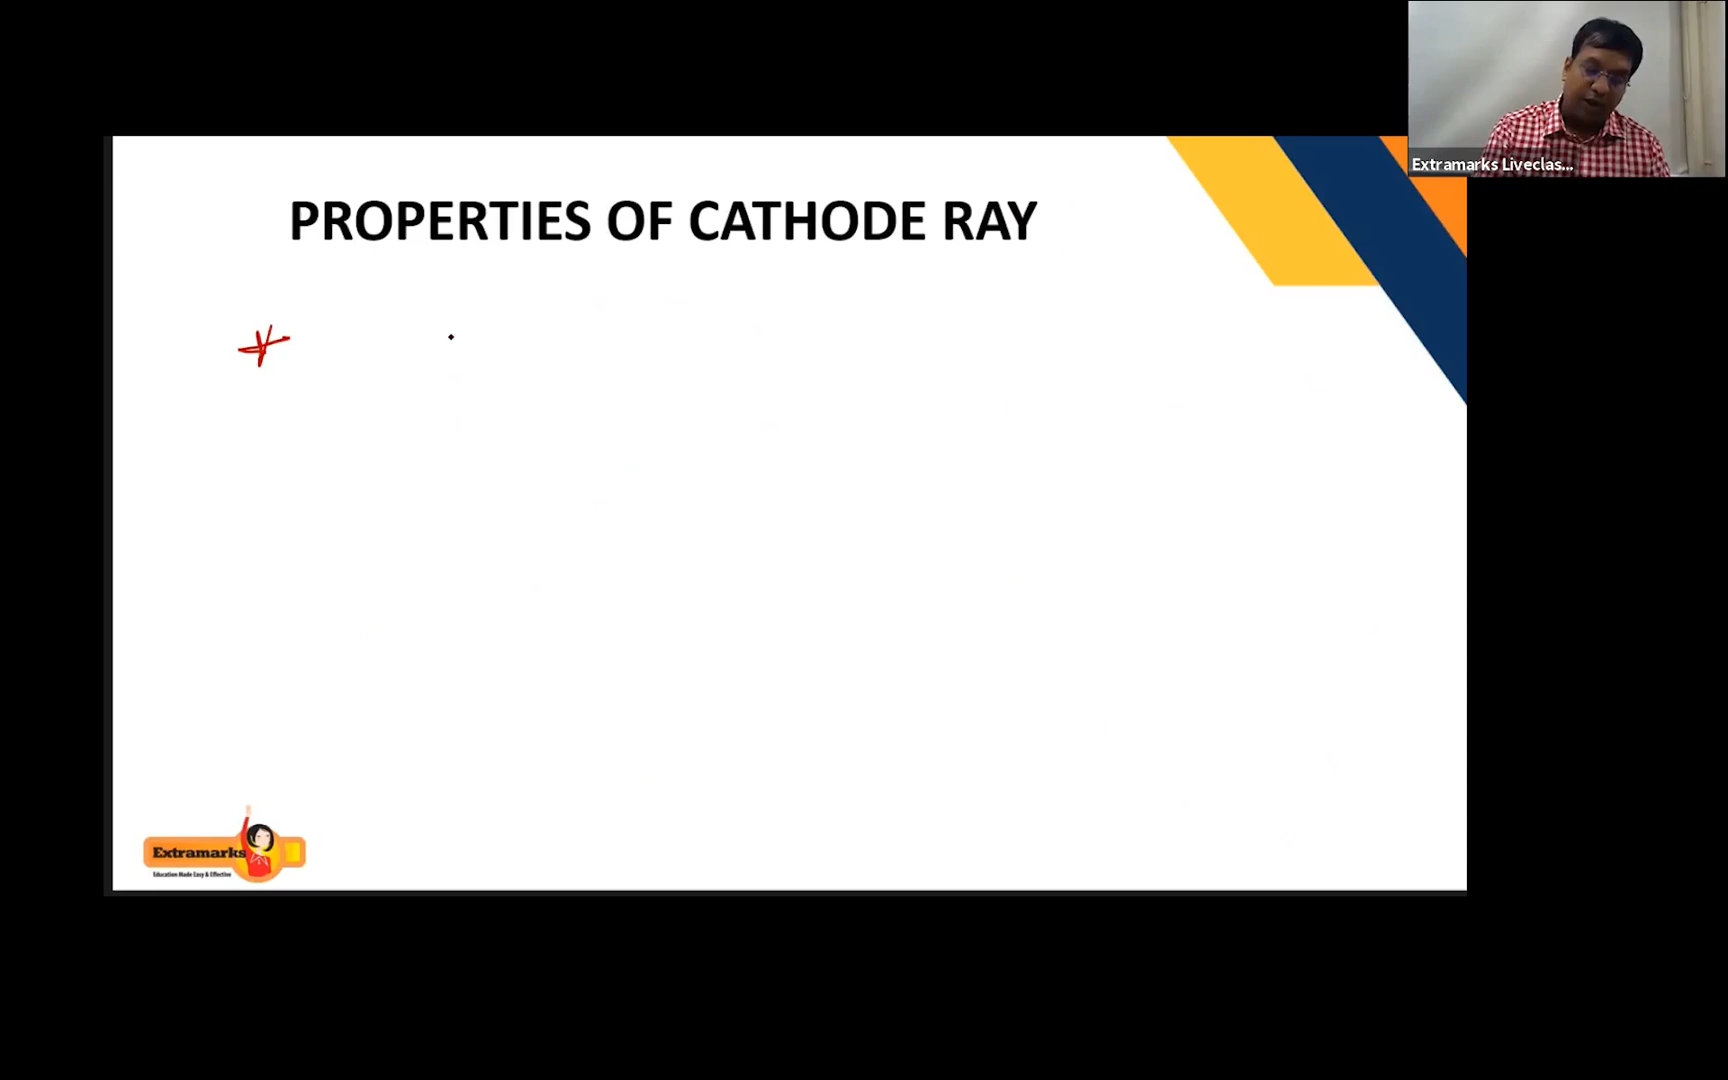 Extramarks Liveclas...
PROPERTIES OF CATHODE RAY
Extramarks
Education Made Easy & Effective